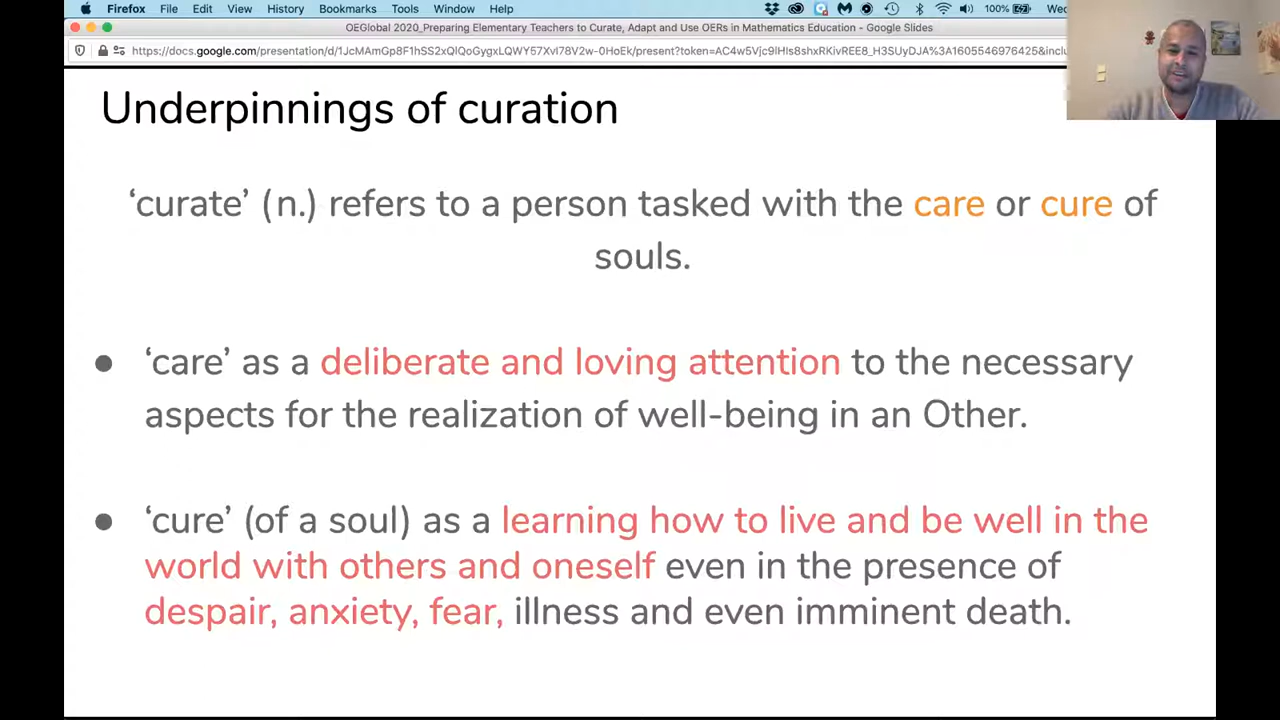 Firefox File Edit View History Bookmarks Tools Window Help 100% Wed
OEGlobal 2020_Preparing Elementary Teachers to Curate, Adapt and Use OERs in Mathematics Education - Google Slides
Underpinnings of curation
‘curate’ (n.) refers to a person tasked with the care or cure of
souls.
● ‘care’ as a deliberate and loving attention to the necessary
aspects for the realization of well-being in an Other.
● ‘cure’ (of a soul) as a learning how to live and be well in the
world with others and oneself even in the presence of
despair, anxiety, fear, illness and even imminent death.